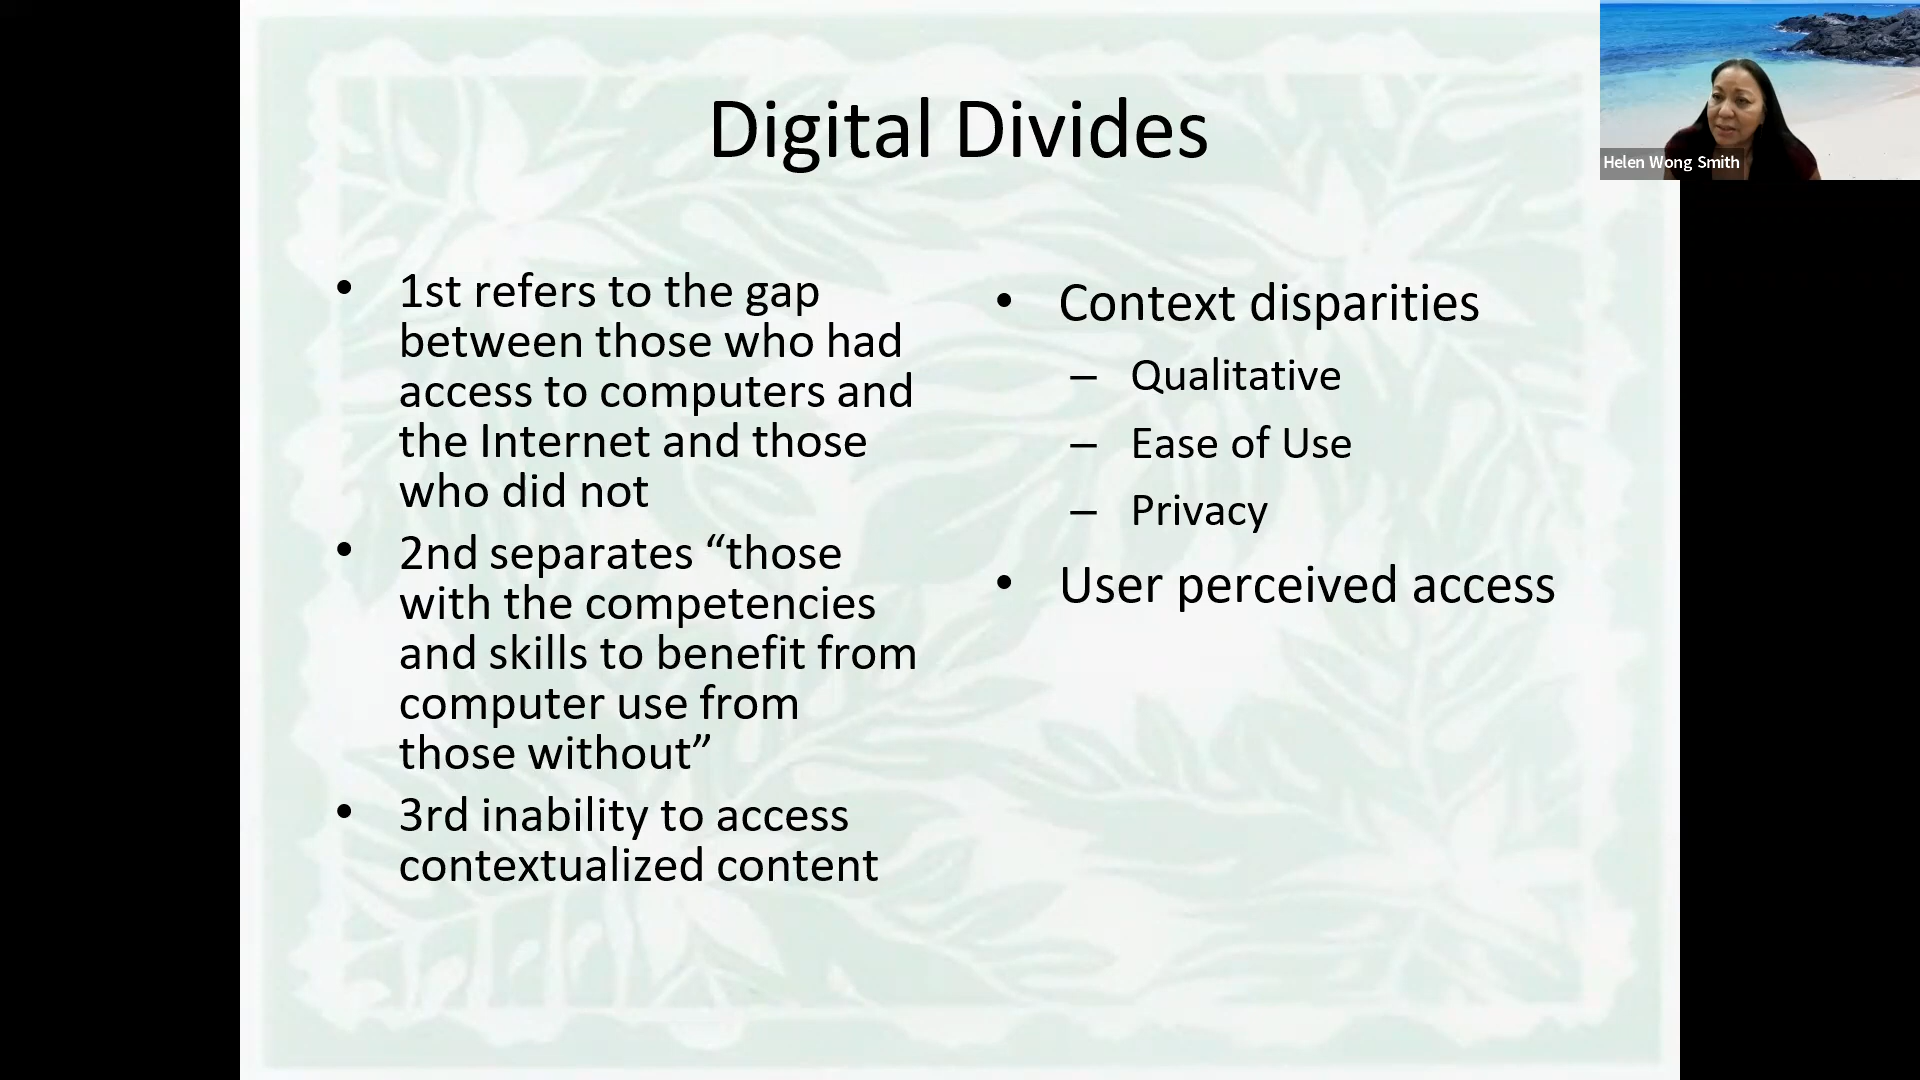 Digital Divides
Helen Wong Smith
• 1st refers to the gap
between those who had
access to computers and
the Internet and those
who did not
• 2nd separates “those
with the competencies
and skills to benefit from
computer use from
those without”
• 3rd inability to access
contextualized content
• Context disparities
– Qualitative
– Ease of Use
– Privacy
• User perceived access